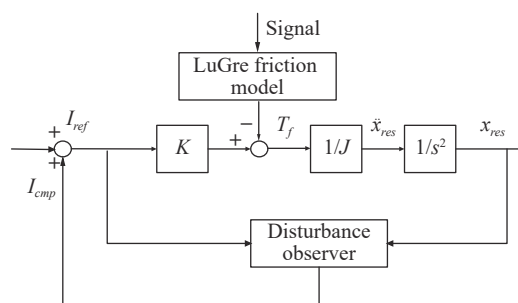 Signal
LuGre friction
model
−
I_ref
T_f
ẍ_res
x_res
+
K
+
1/J
1/s²
+
I_cmp
Disturbance
observer